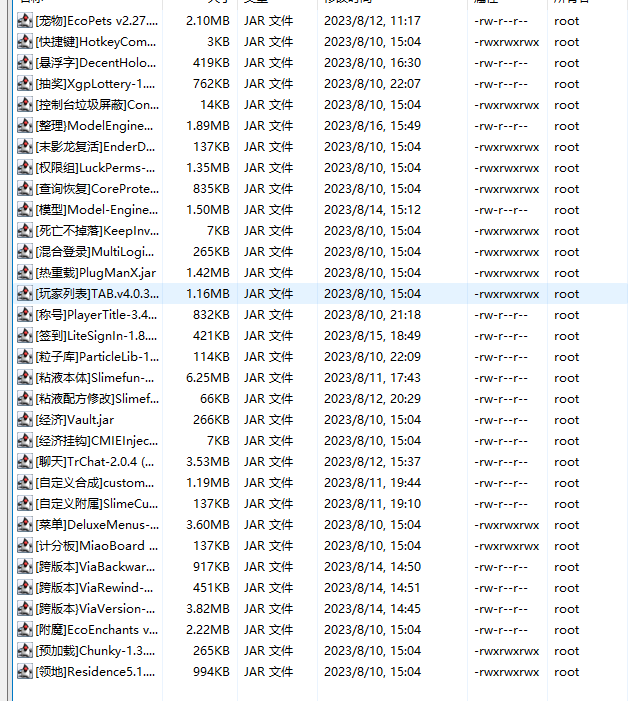 [宠物]EcoPets v2.27.... 2.10MB JAR 文件 2023/8/12, 11:17 -rw-r--r-- root
[快捷键]HotkeyCom... 3KB JAR 文件 2023/8/10, 15:04 -rwxrwxrwx root
[悬浮字]DecentHolo... 419KB JAR 文件 2023/8/10, 16:30 -rw-r--r-- root
[抽奖]XgpLottery-1.... 762KB JAR 文件 2023/8/10, 22:07 -rw-r--r-- root
[控制台垃圾屏蔽]Con... 14KB JAR 文件 2023/8/10, 15:04 -rwxrwxrwx root
[整理}ModelEngine... 1.89MB JAR 文件 2023/8/16, 15:49 -rw-r--r-- root
[末影龙复活]EnderD... 137KB JAR 文件 2023/8/10, 15:04 -rwxrwxrwx root
[权限组]LuckPerms-... 1.35MB JAR 文件 2023/8/10, 15:04 -rwxrwxrwx root
[查询恢复]CoreProte... 835KB JAR 文件 2023/8/10, 15:04 -rwxrwxrwx root
[模型]Model-Engine... 1.50MB JAR 文件 2023/8/14, 15:12 -rw-r--r-- root
[死亡不掉落]KeepInv... 7KB JAR 文件 2023/8/10, 15:04 -rwxrwxrwx root
[混合登录]MultiLogi... 265KB JAR 文件 2023/8/10, 15:04 -rwxrwxrwx root
[热重载]PlugManX.jar 1.42MB JAR 文件 2023/8/10, 15:04 -rwxrwxrwx root
[玩家列表]TAB.v4.0.3... 1.16MB JAR 文件 2023/8/10, 15:04 -rwxrwxrwx root
[称号]PlayerTitle-3.4... 832KB JAR 文件 2023/8/10, 21:18 -rw-r--r-- root
[签到]LiteSignIn-1.8.... 421KB JAR 文件 2023/8/15, 18:49 -rw-r--r-- root
[粒子库]ParticleLib-1... 114KB JAR 文件 2023/8/10, 22:09 -rw-r--r-- root
[粘液本体]Slimefun-... 6.25MB JAR 文件 2023/8/11, 17:43 -rw-r--r-- root
[粘液配方修改]Slimef... 66KB JAR 文件 2023/8/12, 20:29 -rw-r--r-- root
[经济]Vault.jar 266KB JAR 文件 2023/8/10, 15:04 -rwxrwxrwx root
[经济挂钩]CMIEInjec... 7KB JAR 文件 2023/8/10, 15:04 -rwxrwxrwx root
[聊天]TrChat-2.0.4 (... 3.53MB JAR 文件 2023/8/12, 15:37 -rw-r--r-- root
[自定义合成]custom... 1.19MB JAR 文件 2023/8/11, 19:44 -rw-r--r-- root
[自定义附属]SlimeCu... 137KB JAR 文件 2023/8/11, 19:10 -rw-r--r-- root
[菜单]DeluxeMenus-... 3.60MB JAR 文件 2023/8/10, 15:04 -rwxrwxrwx root
[计分板]MiaoBoard ... 137KB JAR 文件 2023/8/10, 15:04 -rwxrwxrwx root
[跨版本]ViaBackwar... 917KB JAR 文件 2023/8/14, 14:50 -rw-r--r-- root
[跨版本]ViaRewind-... 451KB JAR 文件 2023/8/14, 14:51 -rw-r--r-- root
[跨版本}ViaVersion-... 3.82MB JAR 文件 2023/8/14, 14:45 -rw-r--r-- root
[附魔]EcoEnchants v... 2.22MB JAR 文件 2023/8/10, 15:04 -rw-r--r-- root
[预加载]Chunky-1.3.... 265KB JAR 文件 2023/8/10, 15:04 -rwxrwxrwx root
[领地]Residence5.1.... 994KB JAR 文件 2023/8/10, 15:04 -rwxrwxrwx root